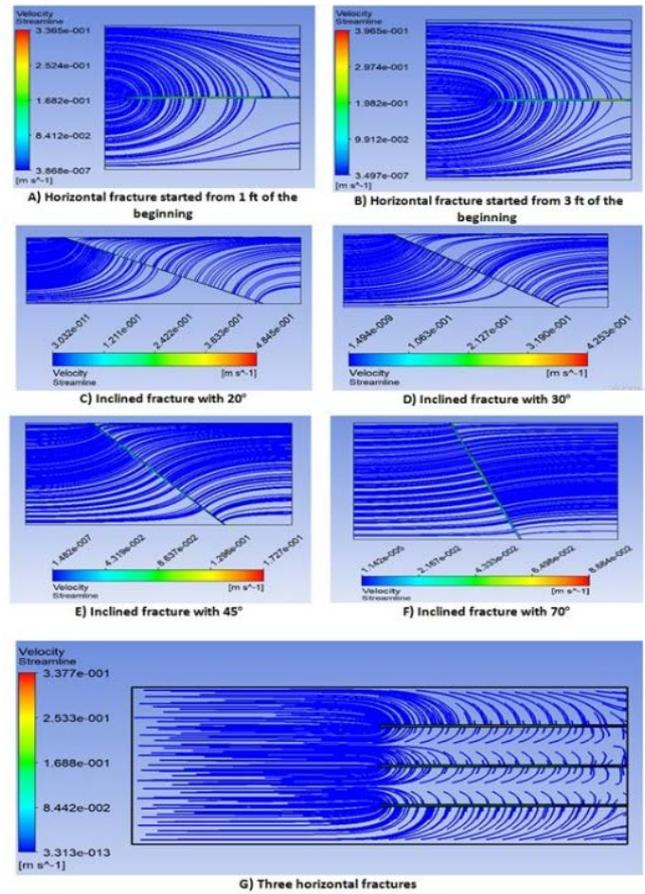 Velocity
Streamline
3.365e-001
2.524e-001
1.682e-001
8.412e-002
3.868e-007
[m s^-1]
A) Horizontal fracture started from 1 ft of the
beginning
Velocity
Streamline
3.965e-001
2.974e-001
1.982e-001
9.912e-002
3.497e-007
[m s^-1]
B) Horizontal fracture started from 3 ft of the
beginning
3.032e-011
1.211e-001
2.422e-001
3.633e-001
4.845e-001
Velocity
Streamline
[m s^-1]
C) Inclined fracture with 20°
1.494e-009
1.063e-001
2.127e-001
3.190e-001
4.253e-001
Velocity
Streamline
[m s^-1]
D) Inclined fracture with 30°
1.482e-007
4.319e-002
8.637e-002
1.296e-001
1.727e-001
Velocity
Streamline
[m s^-1]
E) Inclined fracture with 45°
1.142e-005
2.167e-002
4.333e-002
6.498e-002
8.664e-002
Velocity
Streamline
[m s^-1]
F) Inclined fracture with 70°
Velocity
Streamline
3.377e-001
2.533e-001
1.688e-001
8.442e-002
3.313e-013
[m s^-1]
G) Three horizontal fractures